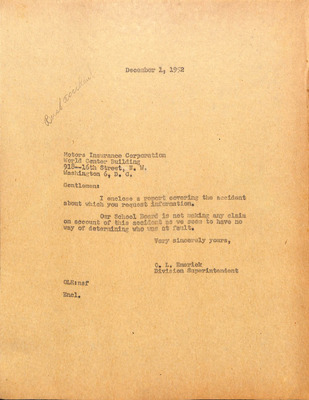 December 1, 1952
Motors Insurance Corporation
World Center Building
918--16th Street, N. W.
Washington 6, D. C.
Gentlemen:
I enclose a report covering the accident
about which you request information.
Our School Board is not making any claim
on account of this accident as we seem to have no
way of determining who was at fault.
Very sincerely yours,
O. L. Emerick
Division Superintendent
OLE:nsf
Encl.